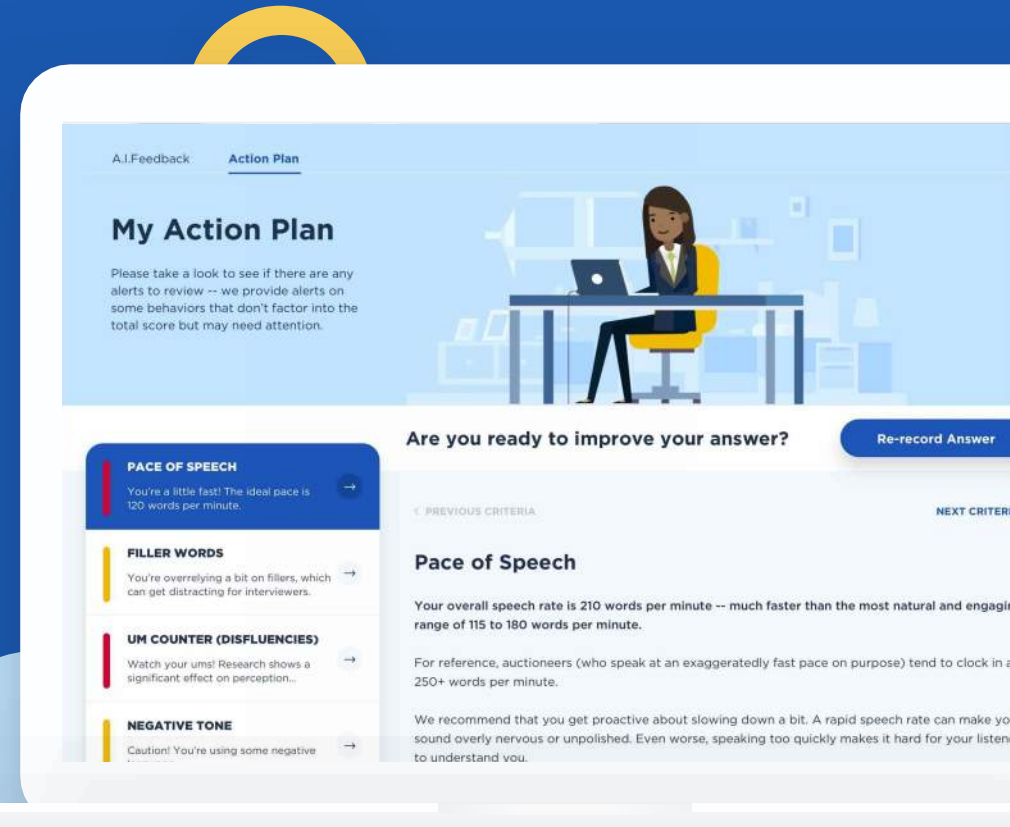 A.I.Feedback Action Plan
My Action Plan
Please take a look to see if there are any
alerts to review -- we provide alerts on
some behaviors that don't factor into the
total score but may need attention.
Are you ready to improve your answer?
Re-record Answer
PACE OF SPEECH
You're a little fast! The ideal pace is
120 words per minute.
FILLER WORDS
You're overrelying a bit on fillers, which
can get distracting for interviewers.
UM COUNTER (DISFLUENCIES)
Watch your ums! Research shows a
significant effect on perception...
NEGATIVE TONE
Caution! You're using some negative
PREVIOUS CRITERIA
NEXT
Pace of Speech
Your overall speech rate is 210 words per minute -- much faster than the most natural and
range of 115 to 180 words per minute.
For reference, auctioneers (who speak at an exaggeratedly fast pace on purpose) tend to clock in
250+ words per minute.
We recommend that you get proactive about slowing down a bit. A rapid speech rate can make
sound overly nervous or unpolished. Even worse, speaking too quickly makes it hard for your
to understand you.